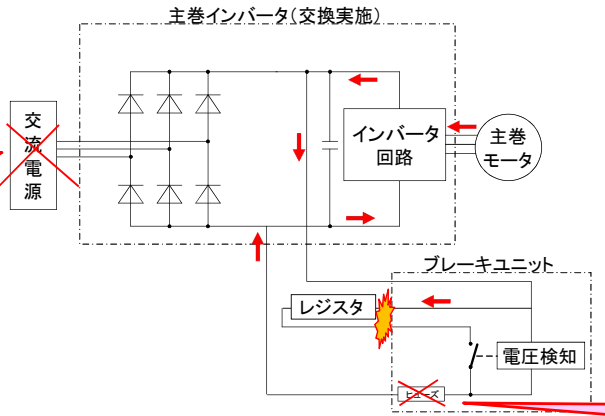 主巻インバータ(交換実施)
交流電源
インバータ
回路
主巻
モータ
ブレーキユニット
レジスタ
電圧検知
ヒューズ